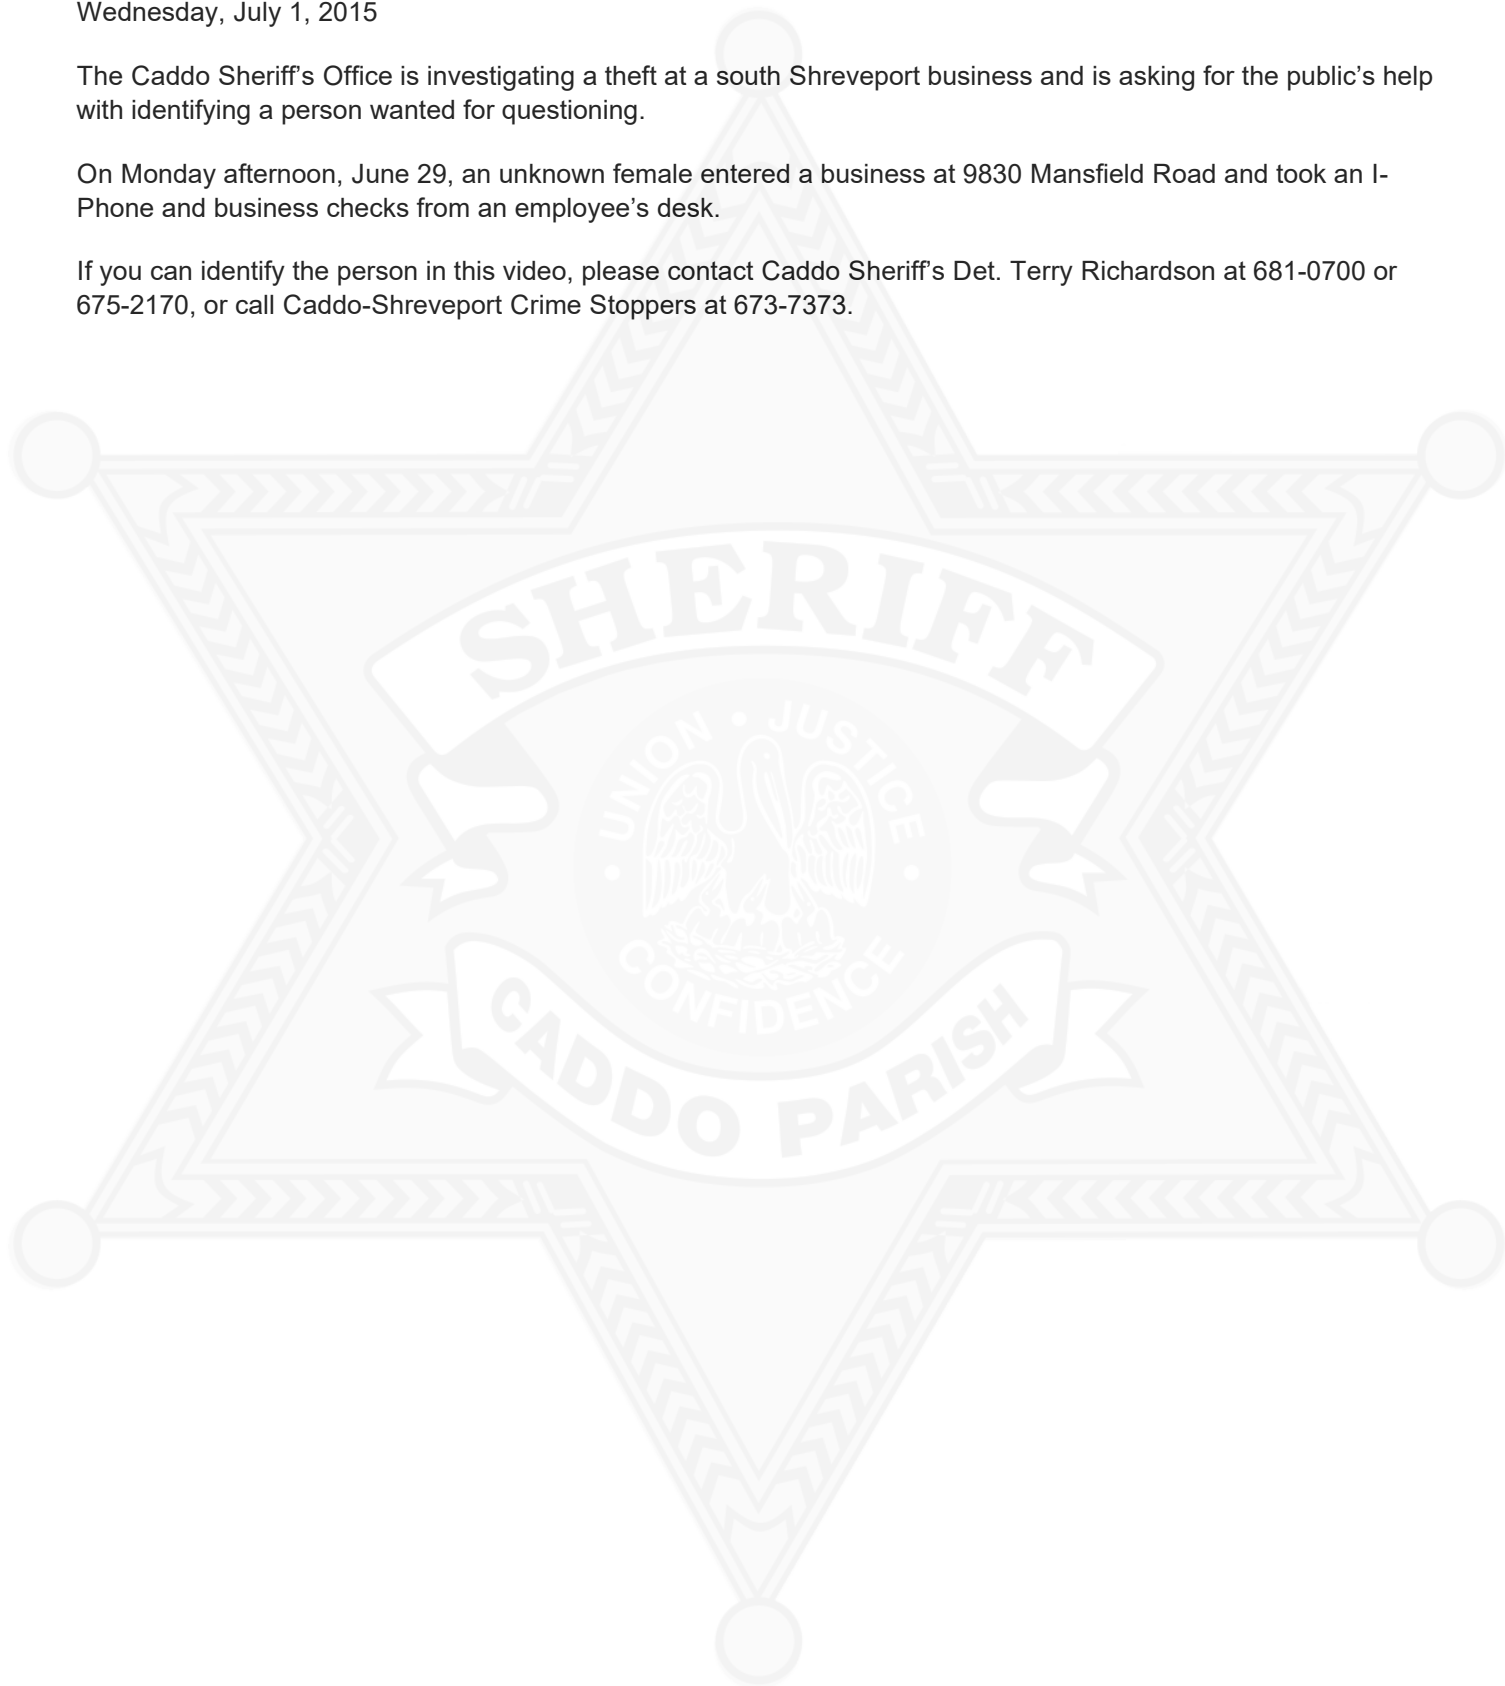 Wednesday, July 1, 2015
The Caddo Sheriff’s Office is investigating a theft at a south Shreveport business and is asking for the public’s help
with identifying a person wanted for questioning.
On Monday afternoon, June 29, an unknown female entered a business at 9830 Mansfield Road and took an I-
Phone and business checks from an employee’s desk.
If you can identify the person in this video, please contact Caddo Sheriff’s Det. Terry Richardson at 681-0700 or
675-2170, or call Caddo-Shreveport Crime Stoppers at 673-7373.
SHERIFF
UNION • JUSTICE
• CONFIDENCE •
CADDO PARISH